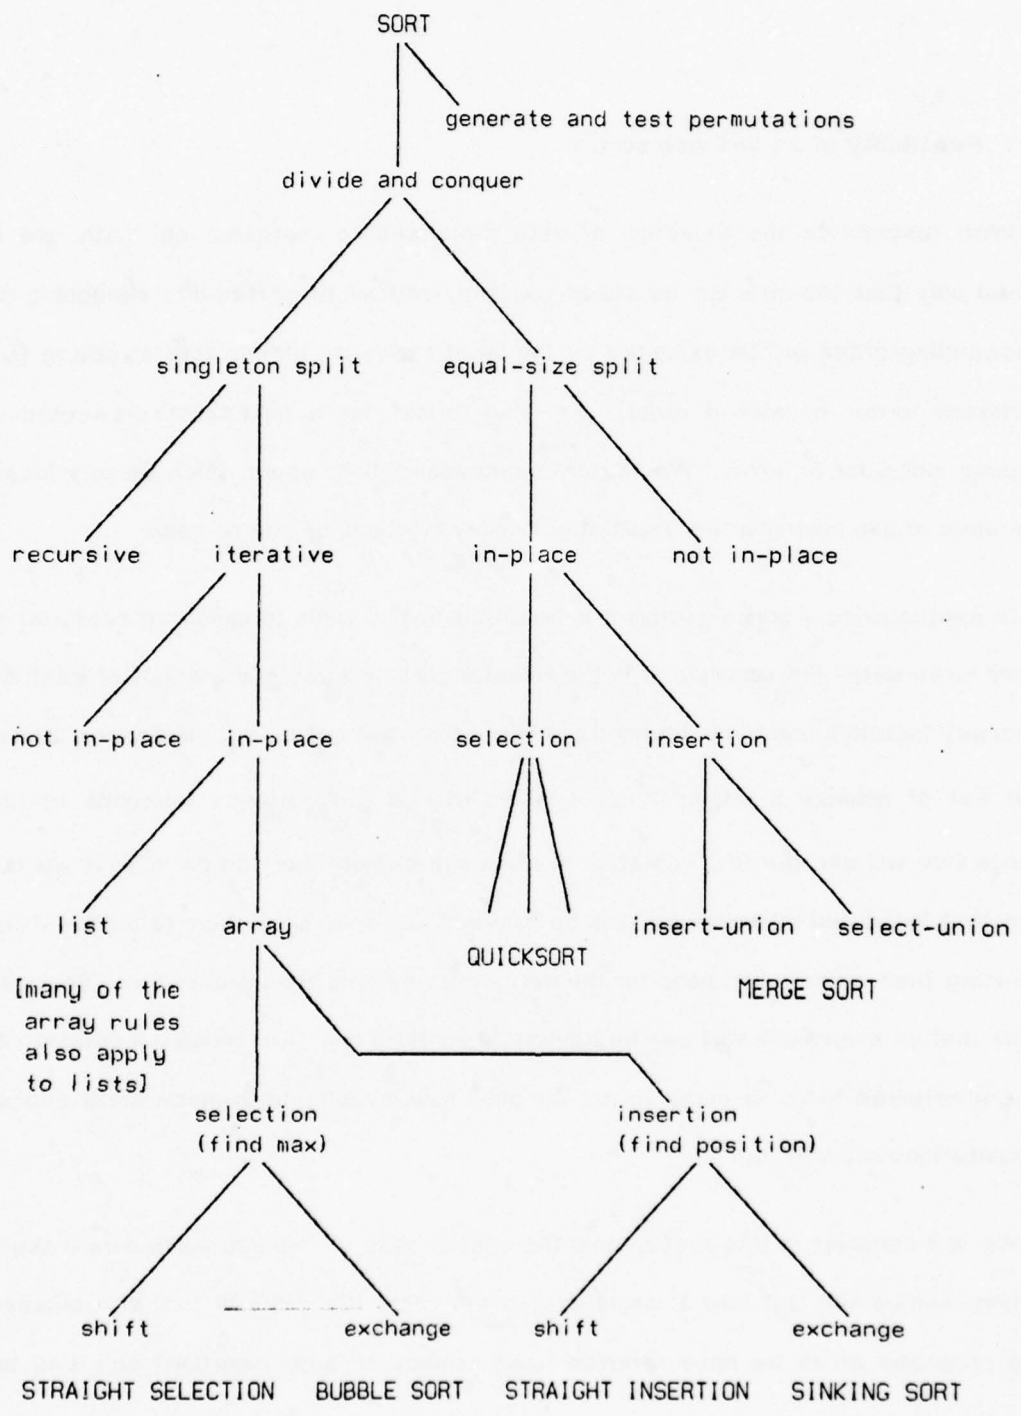 SORT
generate and test permutations
divide and conquer
singleton split
equal-size split
recursive
iterative
in-place
not in-place
not in-place
in-place
selection
insertion
list
array
QUICKSORT
insert-union
select-union
MERGE SORT
[many of the
array rules
also apply
to lists]
selection
(find max)
insertion
(find position)
shift
exchange
shift
exchange
STRAIGHT SELECTION
BUBBLE SORT
STRAIGHT INSERTION
SINKING SORT